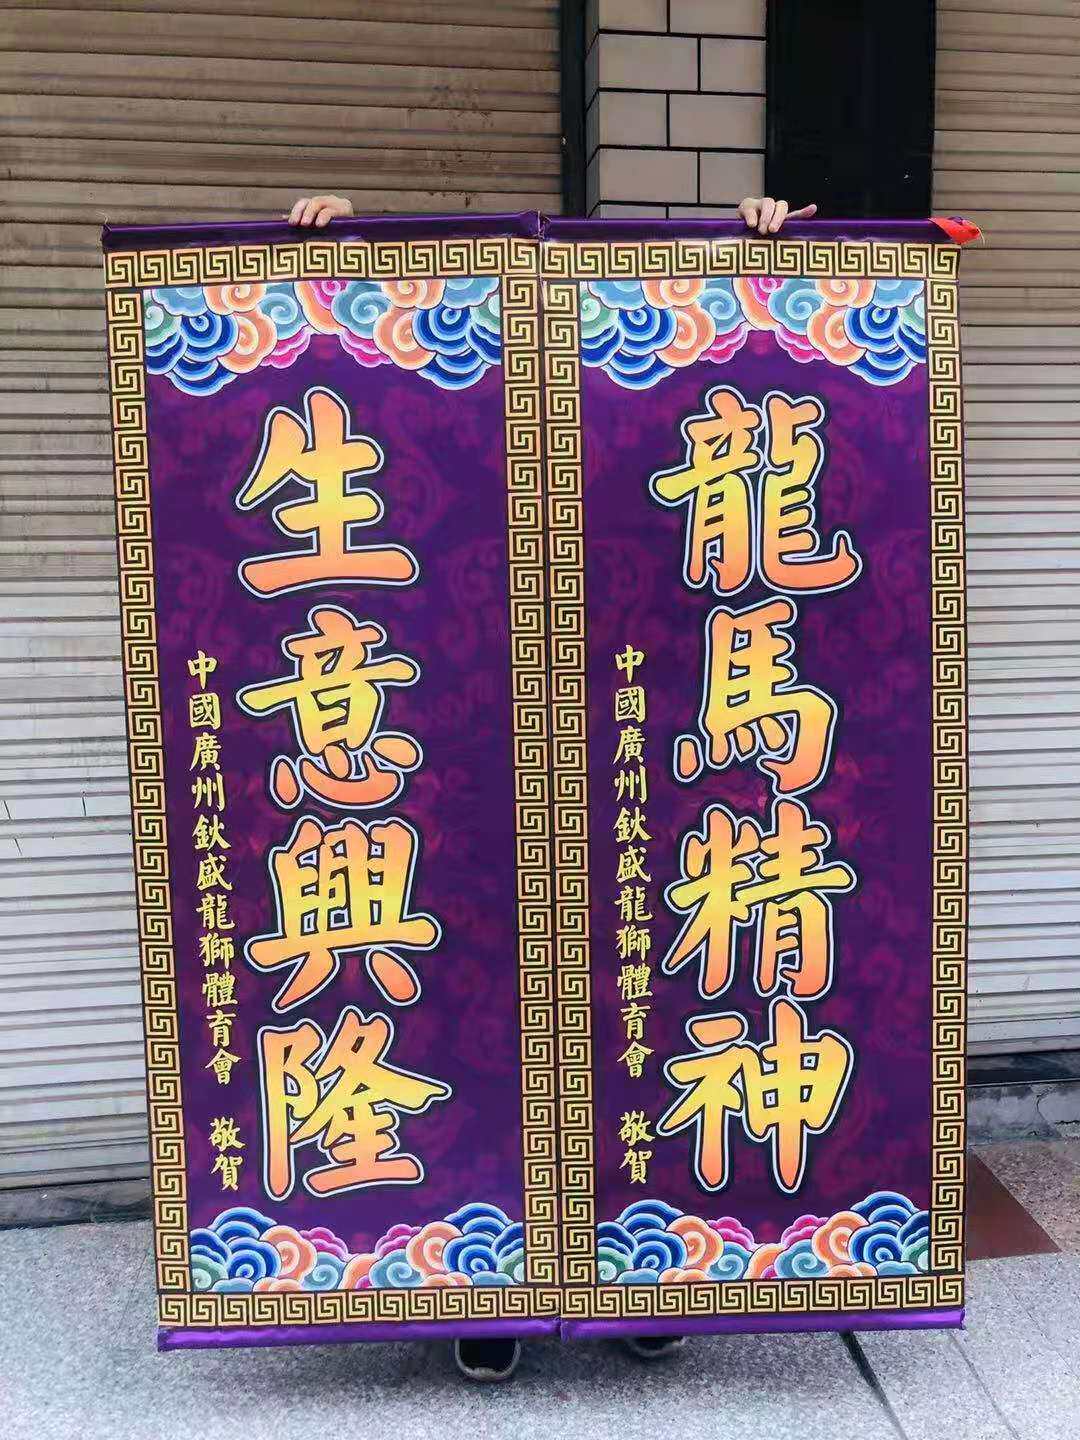 龍馬精神
中國廣州欽盛龍獅體育會 敬賀
生意興隆
中國廣州欽盛龍獅體育會 敬賀